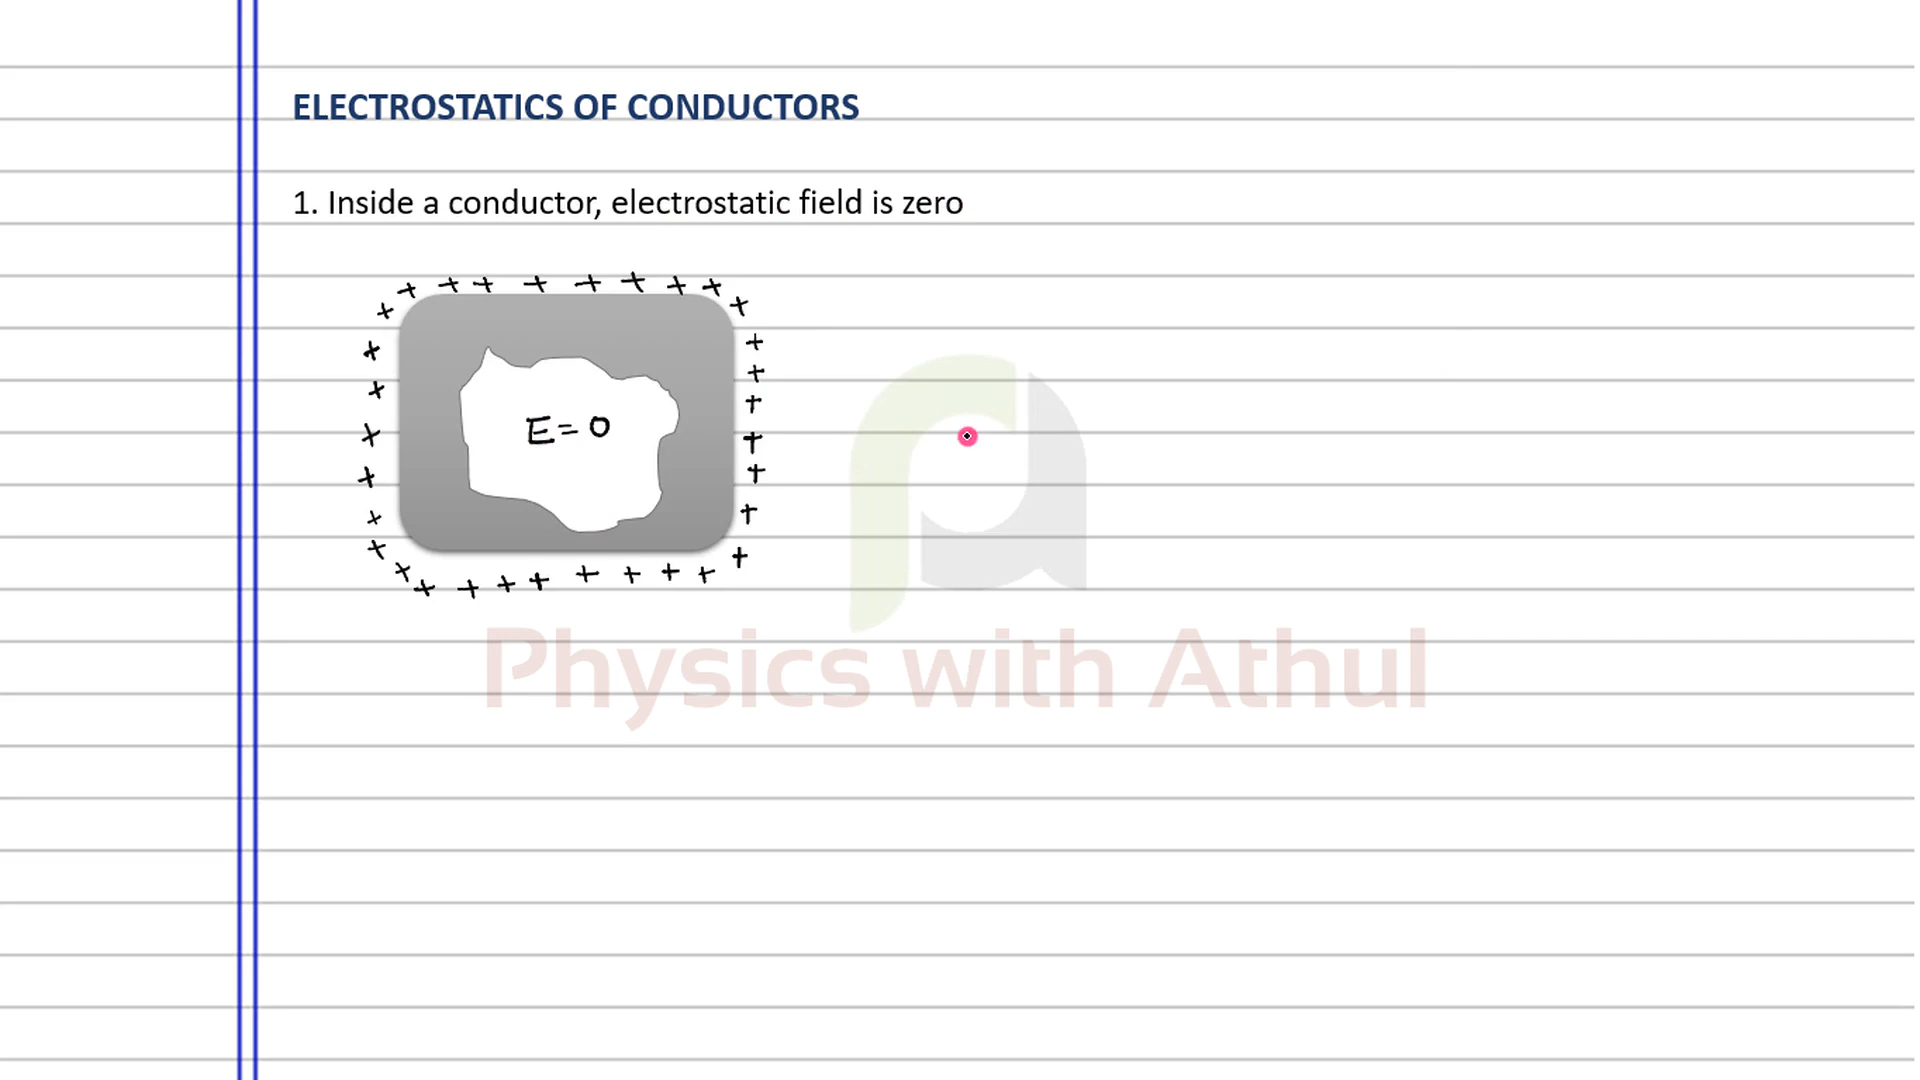 ELECTROSTATICS OF CONDUCTORS
1. Inside a conductor, electrostatic field is zero
+ + + + + + + + +
E = 0
Physics with Athul